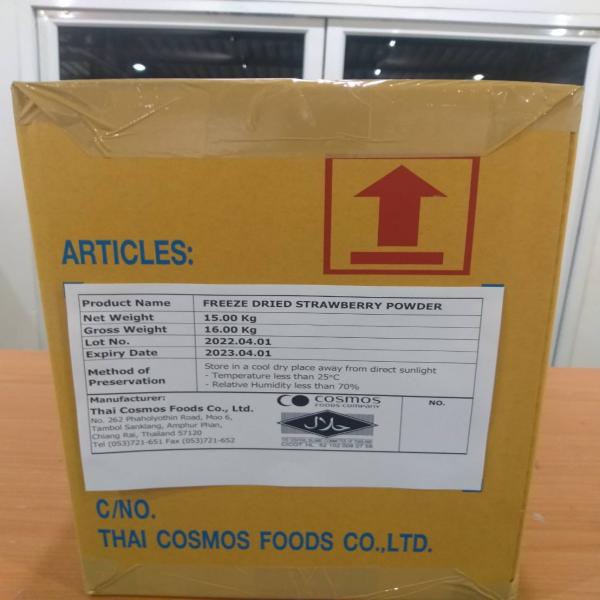 ARTICLES:
Product Name FREEZE DRIED STRAWBERRY POWDER
Net Weight 15.00 Kg
Gross Weight 16.00 Kg
Lot No. 2022.04.01
Expiry Date 2023.04.01
Method of Preservation Store in a cool dry place away from direct sunlight
- Temperature less than 25°C
- Relative Humidity less than 70%
Manufacturer:
Thai Cosmos Foods Co., Ltd.
No. 262 Phaholyothin Road, Moo 6,
Tambol Sanklang, Amphur Phan,
Chiang Rai, Thailand 57120
Tel (053)721-651 Fax (053)721-652
COSMOS
FOODS COMPANY
حلال
NO.
C/NO.
THAI COSMOS FOODS CO.,LTD.